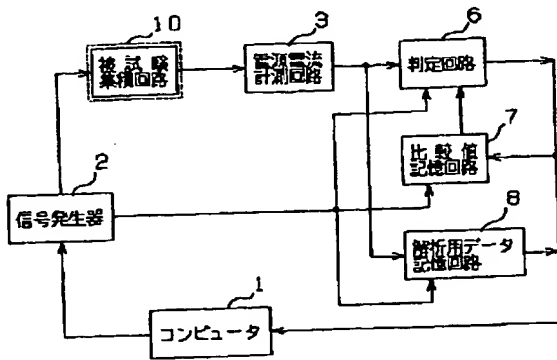 10
被試験
集積回路
3
電源電流
計測回路
6
判定回路
7
比較値
記憶回路
2
信号発生器
8
解析用データ
記憶回路
1
コンピュータ